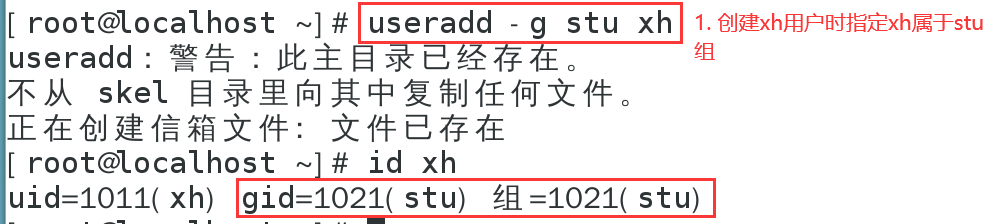 [ root@localhost ~] # useradd - g stu xh
1. 创建xh用户时指定xh属于stu
组
useradd：警告：此主目录已经存在。
不从 skel 目录里向其中复制任何文件。
正在创建信箱文件: 文件已存在
[ root@localhost ~] # id xh
uid=1011( xh) gid=1021( stu) 组=1021( stu)
[ root@localhost ~] #